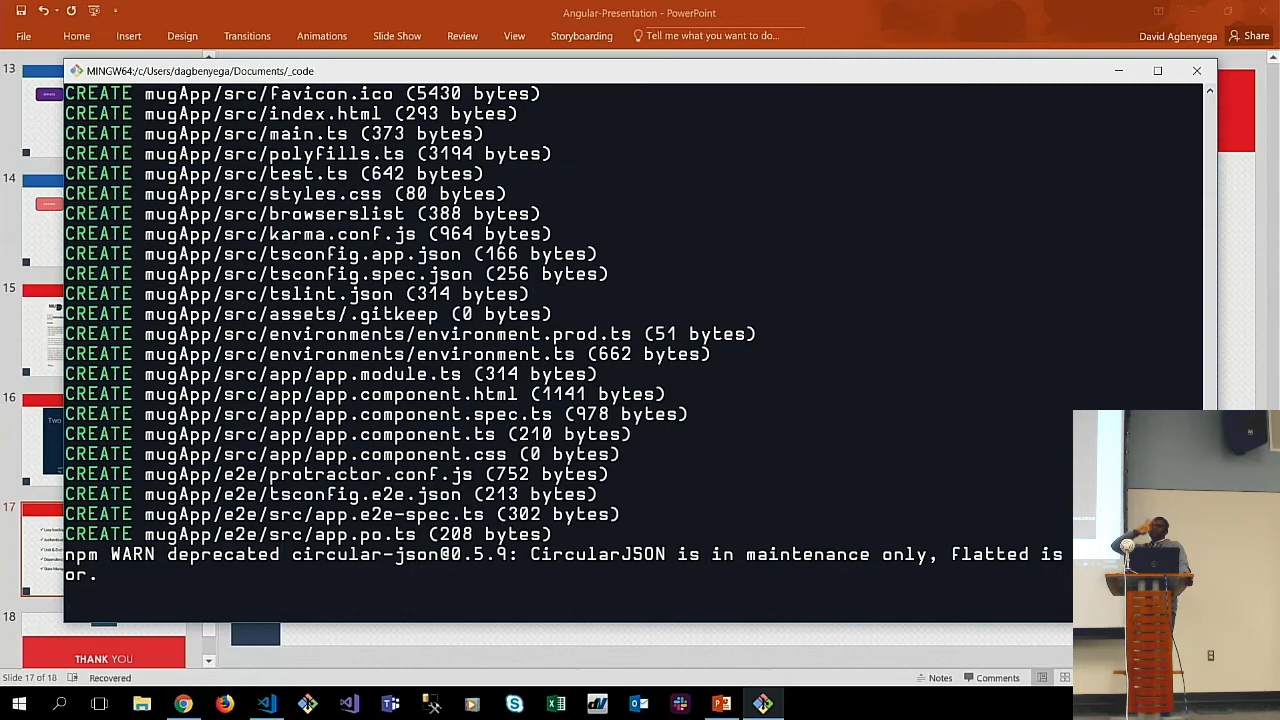 Angular-Presentation - PowerPoint
File Home Insert Design Transitions Animations Slide Show Review View Storyboarding Tell me what you want to do... David Agbenyega Share
13
14
15
16
17
18
Two
MINGW64:/c/Users/dagbenyega/Documents/_code
CREATE mugApp/src/favicon.ico (5430 bytes)
CREATE mugApp/src/index.html (293 bytes)
CREATE mugApp/src/main.ts (373 bytes)
CREATE mugApp/src/polyfills.ts (3194 bytes)
CREATE mugApp/src/test.ts (642 bytes)
CREATE mugApp/src/styles.css (80 bytes)
CREATE mugApp/src/browserslist (388 bytes)
CREATE mugApp/src/karma.conf.js (964 bytes)
CREATE mugApp/src/tsconfig.app.json (166 bytes)
CREATE mugApp/src/tsconfig.spec.json (256 bytes)
CREATE mugApp/src/tslint.json (314 bytes)
CREATE mugApp/src/assets/.gitkeep (0 bytes)
CREATE mugApp/src/environments/environment.prod.ts (51 bytes)
CREATE mugApp/src/environments/environment.ts (662 bytes)
CREATE mugApp/src/app/app.module.ts (314 bytes)
CREATE mugApp/src/app/app.component.html (1141 bytes)
CREATE mugApp/src/app/app.component.spec.ts (978 bytes)
CREATE mugApp/src/app/app.component.ts (210 bytes)
CREATE mugApp/src/app/app.component.css (0 bytes)
CREATE mugApp/e2e/protractor.conf.js (752 bytes)
CREATE mugApp/e2e/tsconfig.e2e.json (213 bytes)
CREATE mugApp/e2e/src/app.e2e-spec.ts (302 bytes)
CREATE mugApp/e2e/src/app.po.ts (208 bytes)
npm WARN deprecated circular-json@0.5.9: CircularJSON is in maintenance only, flatted is
or.
THANK YOU
Slide 17 of 18 Recovered Notes Comments